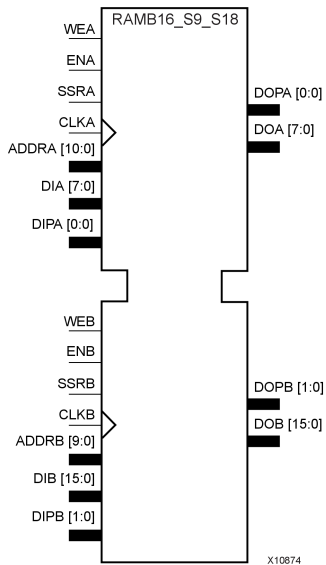 RAMB16_S9_S18
WEA
ENA
SSRA
CLKA
ADDRA [10:0]
DIA [7:0]
DIPA [0:0]
DOPA [0:0]
DOA [7:0]
WEB
ENB
SSRB
CLKB
ADDRB [9:0]
DIB [15:0]
DIPB [1:0]
DOPB [1:0]
DOB [15:0]
X10874